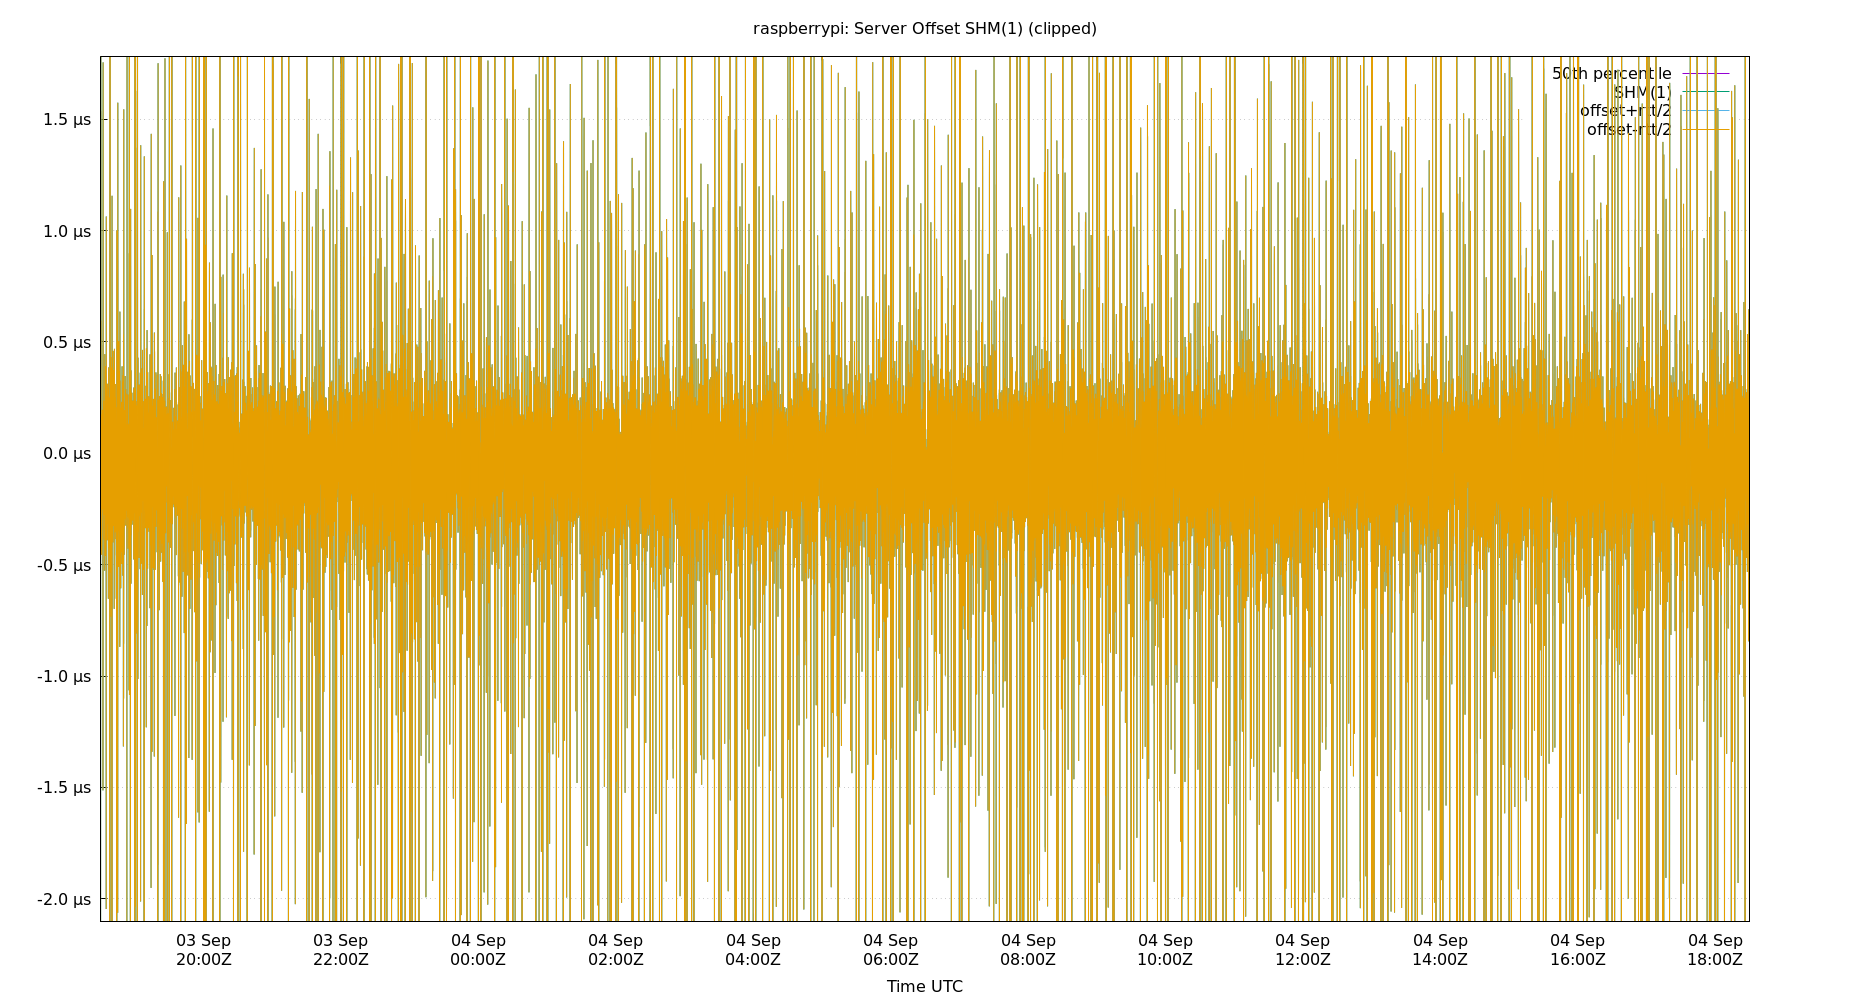 raspberrypi: Server Offset SHM(1) (clipped)
50th percentile
SHM(1)
offset+rtt/2
offset-rtt/2
1.5 µs
1.0 µs
0.5 µs
0.0 µs
-0.5 µs
-1.0 µs
-1.5 µs
-2.0 µs
03 Sep 03 Sep 04 Sep 04 Sep 04 Sep 04 Sep 04 Sep 04 Sep 04 Sep 04 Sep 04 Sep 04 Sep
20:00Z 22:00Z 00:00Z 02:00Z 04:00Z 06:00Z 08:00Z 10:00Z 12:00Z 14:00Z 16:00Z 18:00Z
Time UTC